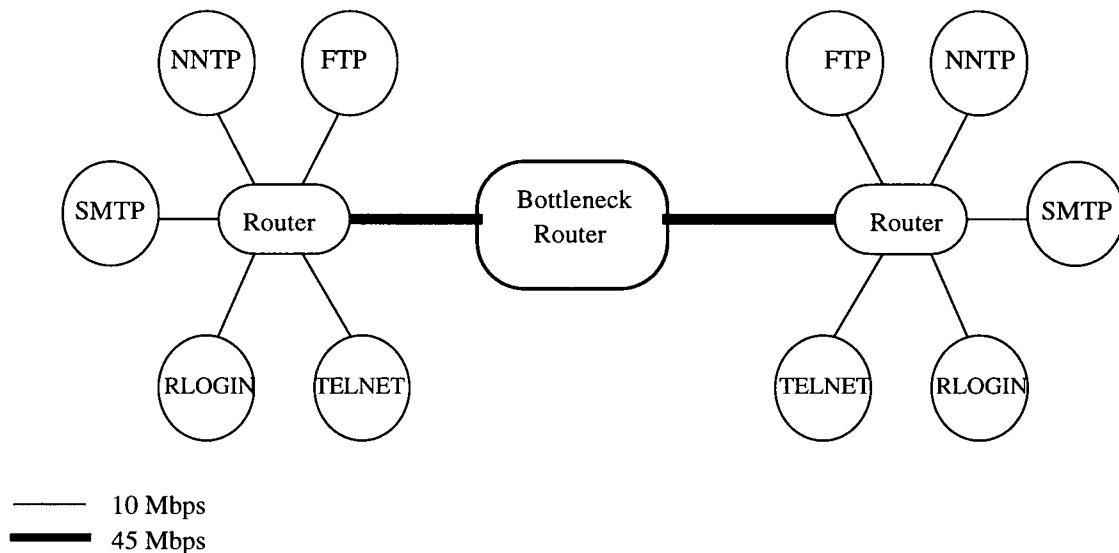 NNTP
FTP
FTP
NNTP
SMTP
Router
Bottleneck
Router
Router
SMTP
RLOGIN
TELNET
TELNET
RLOGIN
10 Mbps
45 Mbps